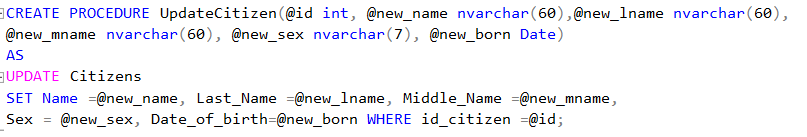 CREATE PROCEDURE UpdateCitizen(@id int, @new_name nvarchar(60),@new_lname nvarchar(60),
@new_mname nvarchar(60), @new_sex nvarchar(7), @new_born Date)
AS
UPDATE Citizens
SET Name =@new_name, Last_Name =@new_lname, Middle_Name =@new_mname,
Sex = @new_sex, Date_of_birth=@new_born WHERE id_citizen =@id;